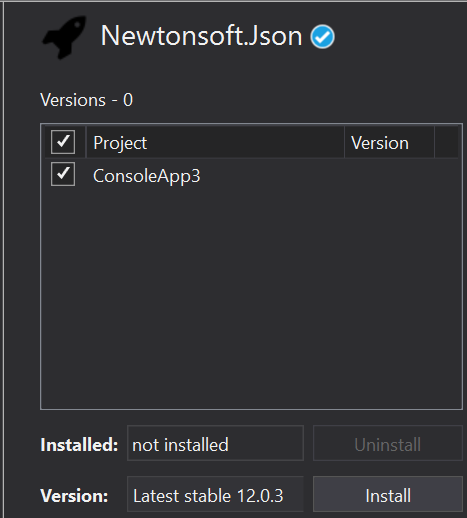 Newtonsoft.Json
Versions - 0
Project Version
ConsoleApp3
Installed: not installed Uninstall
Version: Latest stable 12.0.3 Install